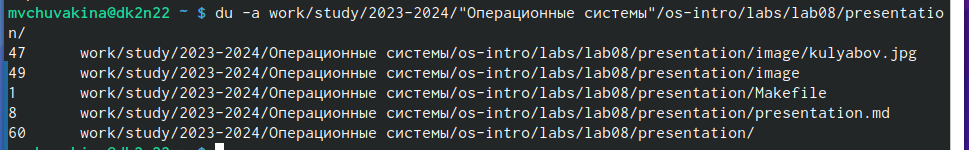 mvchuvakina@dk2n22 ~ $ du -a work/study/2023-2024/"Операционные системы"/os-intro/labs/lab08/presentatio
n/
47 work/study/2023-2024/Операционные системы/os-intro/labs/lab08/presentation/image/kulyabov.jpg
49 work/study/2023-2024/Операционные системы/os-intro/labs/lab08/presentation/image
1 work/study/2023-2024/Операционные системы/os-intro/labs/lab08/presentation/Makefile
8 work/study/2023-2024/Операционные системы/os-intro/labs/lab08/presentation/presentation.md
60 work/study/2023-2024/Операционные системы/os-intro/labs/lab08/presentation/
mvchuvakina@dk2n22 ~ $